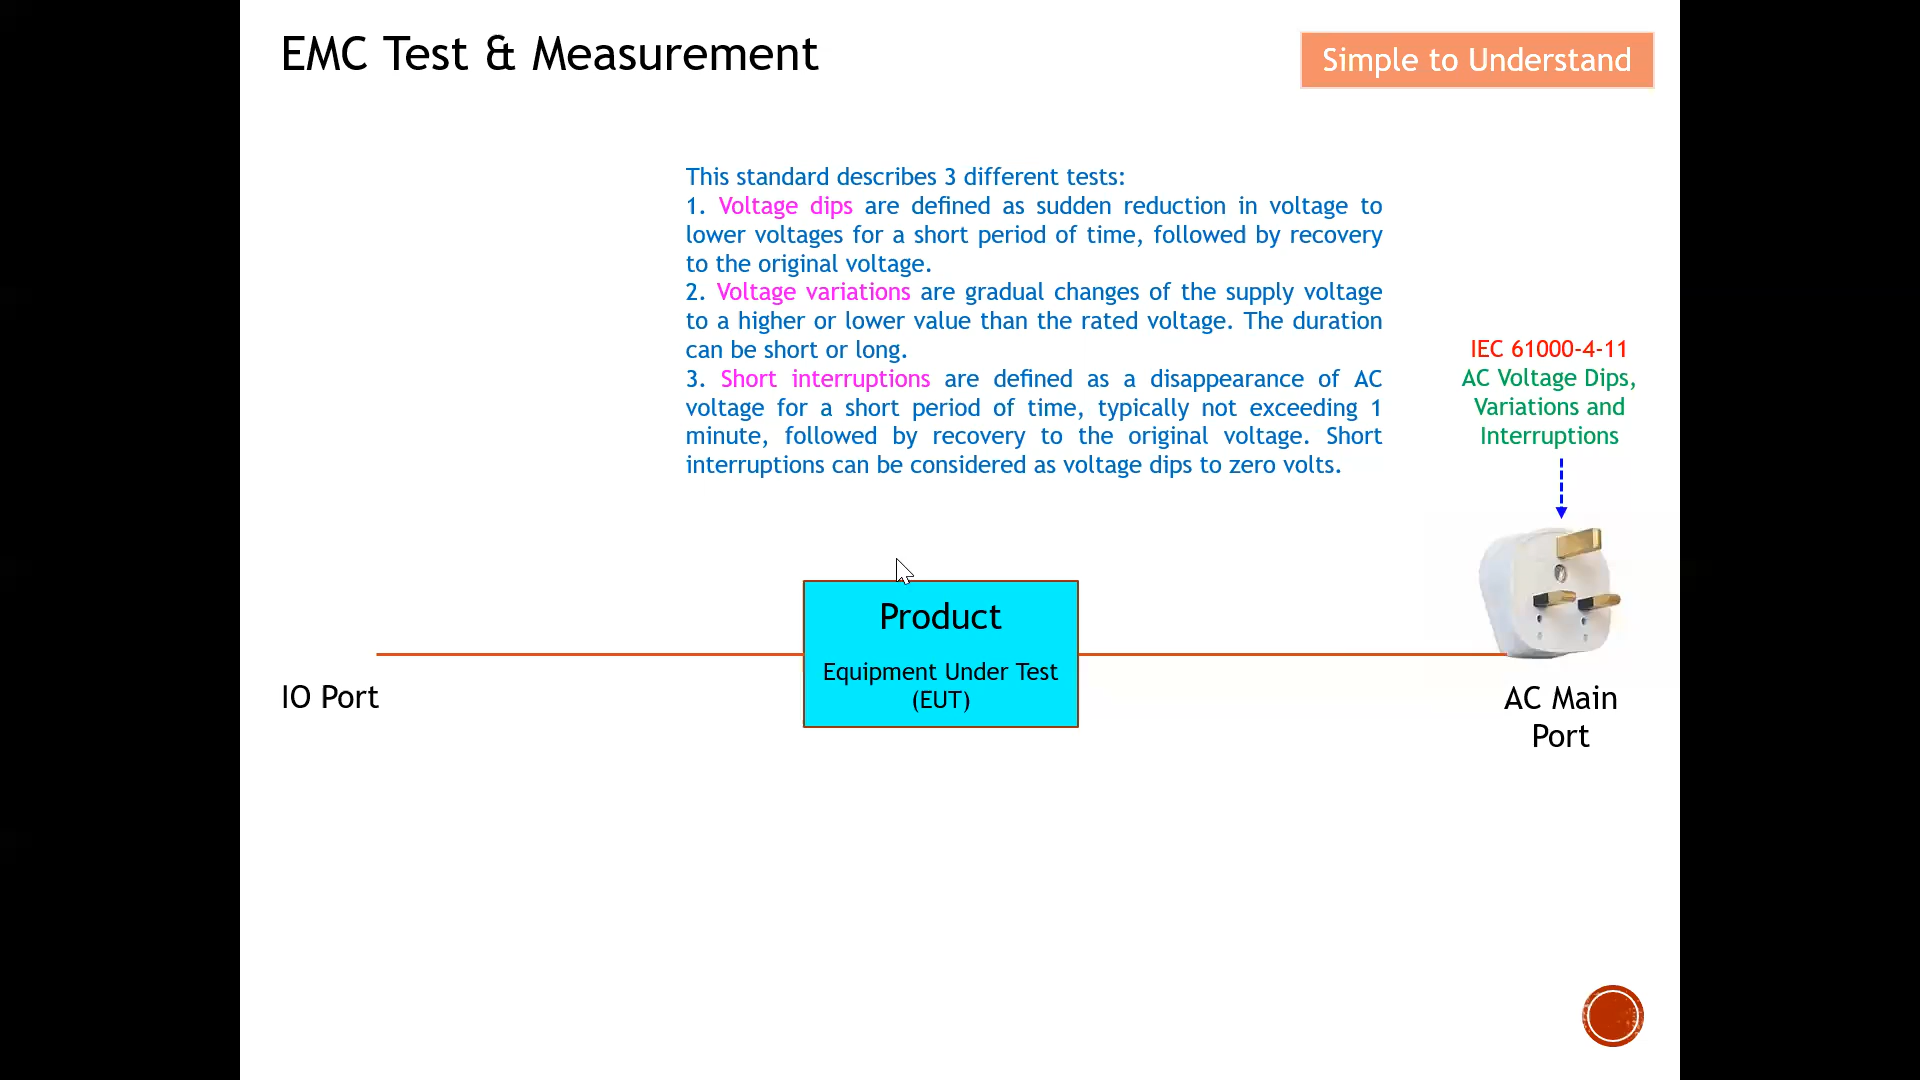 EMC Test & Measurement
Simple to Understand
This standard describes 3 different tests:
1. Voltage dips are defined as sudden reduction in voltage to
lower voltages for a short period of time, followed by recovery
to the original voltage.
2. Voltage variations are gradual changes of the supply voltage
to a higher or lower value than the rated voltage. The duration
can be short or long.
3. Short interruptions are defined as a disappearance of AC
voltage for a short period of time, typically not exceeding 1
minute, followed by recovery to the original voltage. Short
interruptions can be considered as voltage dips to zero volts.
IEC 61000-4-11
AC Voltage Dips,
Variations and
Interruptions
Product
Equipment Under Test
(EUT)
IO Port
AC Main
Port